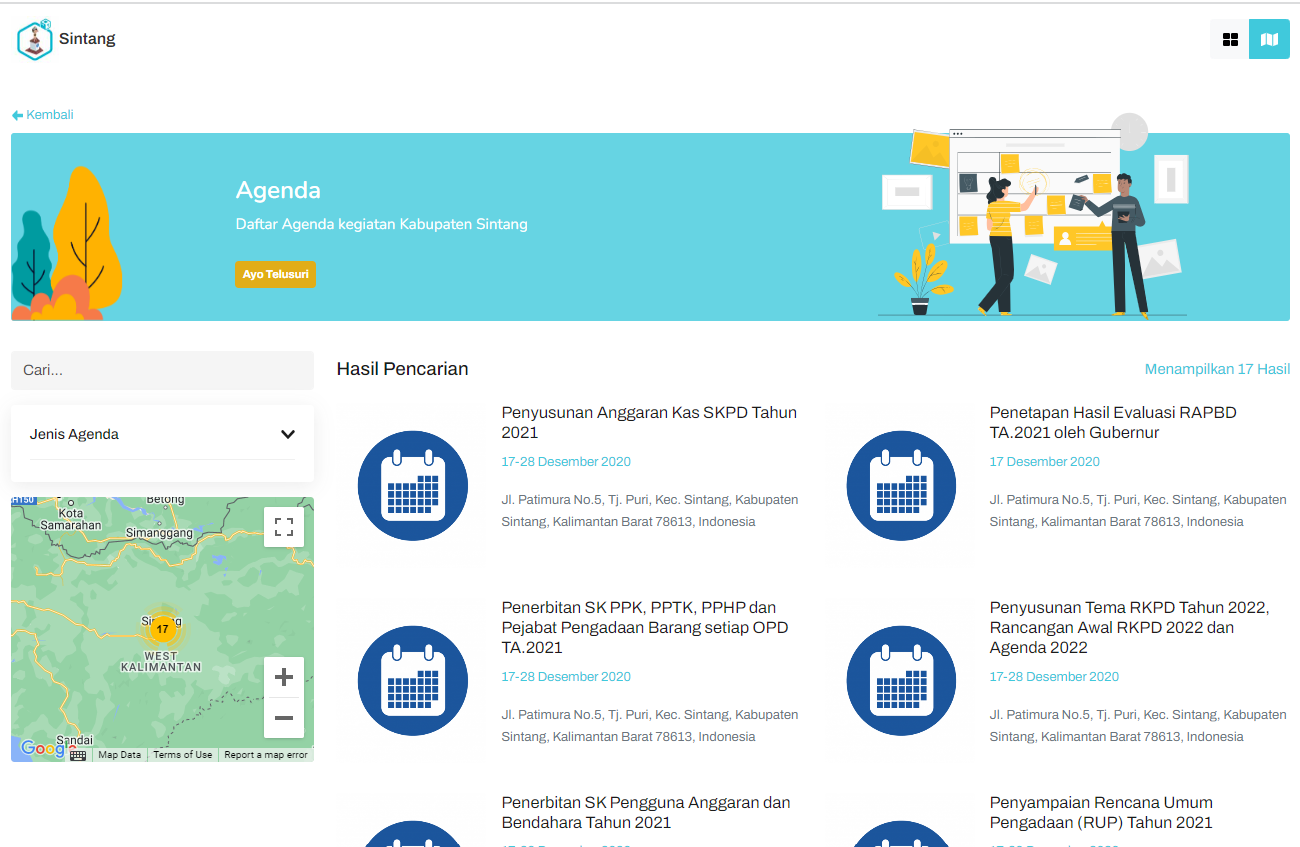 Sintang
Kembali
Agenda
Daftar Agenda kegiatan Kabupaten Sintang
Ayo Telusuri
Cari...
Jenis Agenda
H150
Betong
Kota
Samarahan
Simanggang
17
WEST
KALIMANTAN
Sandai
Map Data
Terms of Use
Report a map error
Hasil Pencarian
Menampilkan 17 Hasil
Penyusunan Anggaran Kas SKPD Tahun
2021
17-28 Desember 2020
Jl. Patimura No.5, Tj. Puri, Kec. Sintang, Kabupaten
Sintang, Kalimantan Barat 78613, Indonesia
Penetapan Hasil Evaluasi RAPBD
TA.2021 oleh Gubernur
17 Desember 2020
Jl. Patimura No.5, Tj. Puri, Kec. Sintang, Kabupaten
Sintang, Kalimantan Barat 78613, Indonesia
Penerbitan SK PPK, PPTK, PPHP dan
Pejabat Pengadaan Barang setiap OPD
TA.2021
17-28 Desember 2020
Jl. Patimura No.5, Tj. Puri, Kec. Sintang, Kabupaten
Sintang, Kalimantan Barat 78613, Indonesia
Penyusunan Tema RKPD Tahun 2022,
Rancangan Awal RKPD 2022 dan
Agenda 2022
17-28 Desember 2020
Jl. Patimura No.5, Tj. Puri, Kec. Sintang, Kabupaten
Sintang, Kalimantan Barat 78613, Indonesia
Penerbitan SK Pengguna Anggaran dan
Bendahara Tahun 2021
Penyampaian Rencana Umum
Pengadaan (RUP) Tahun 2021